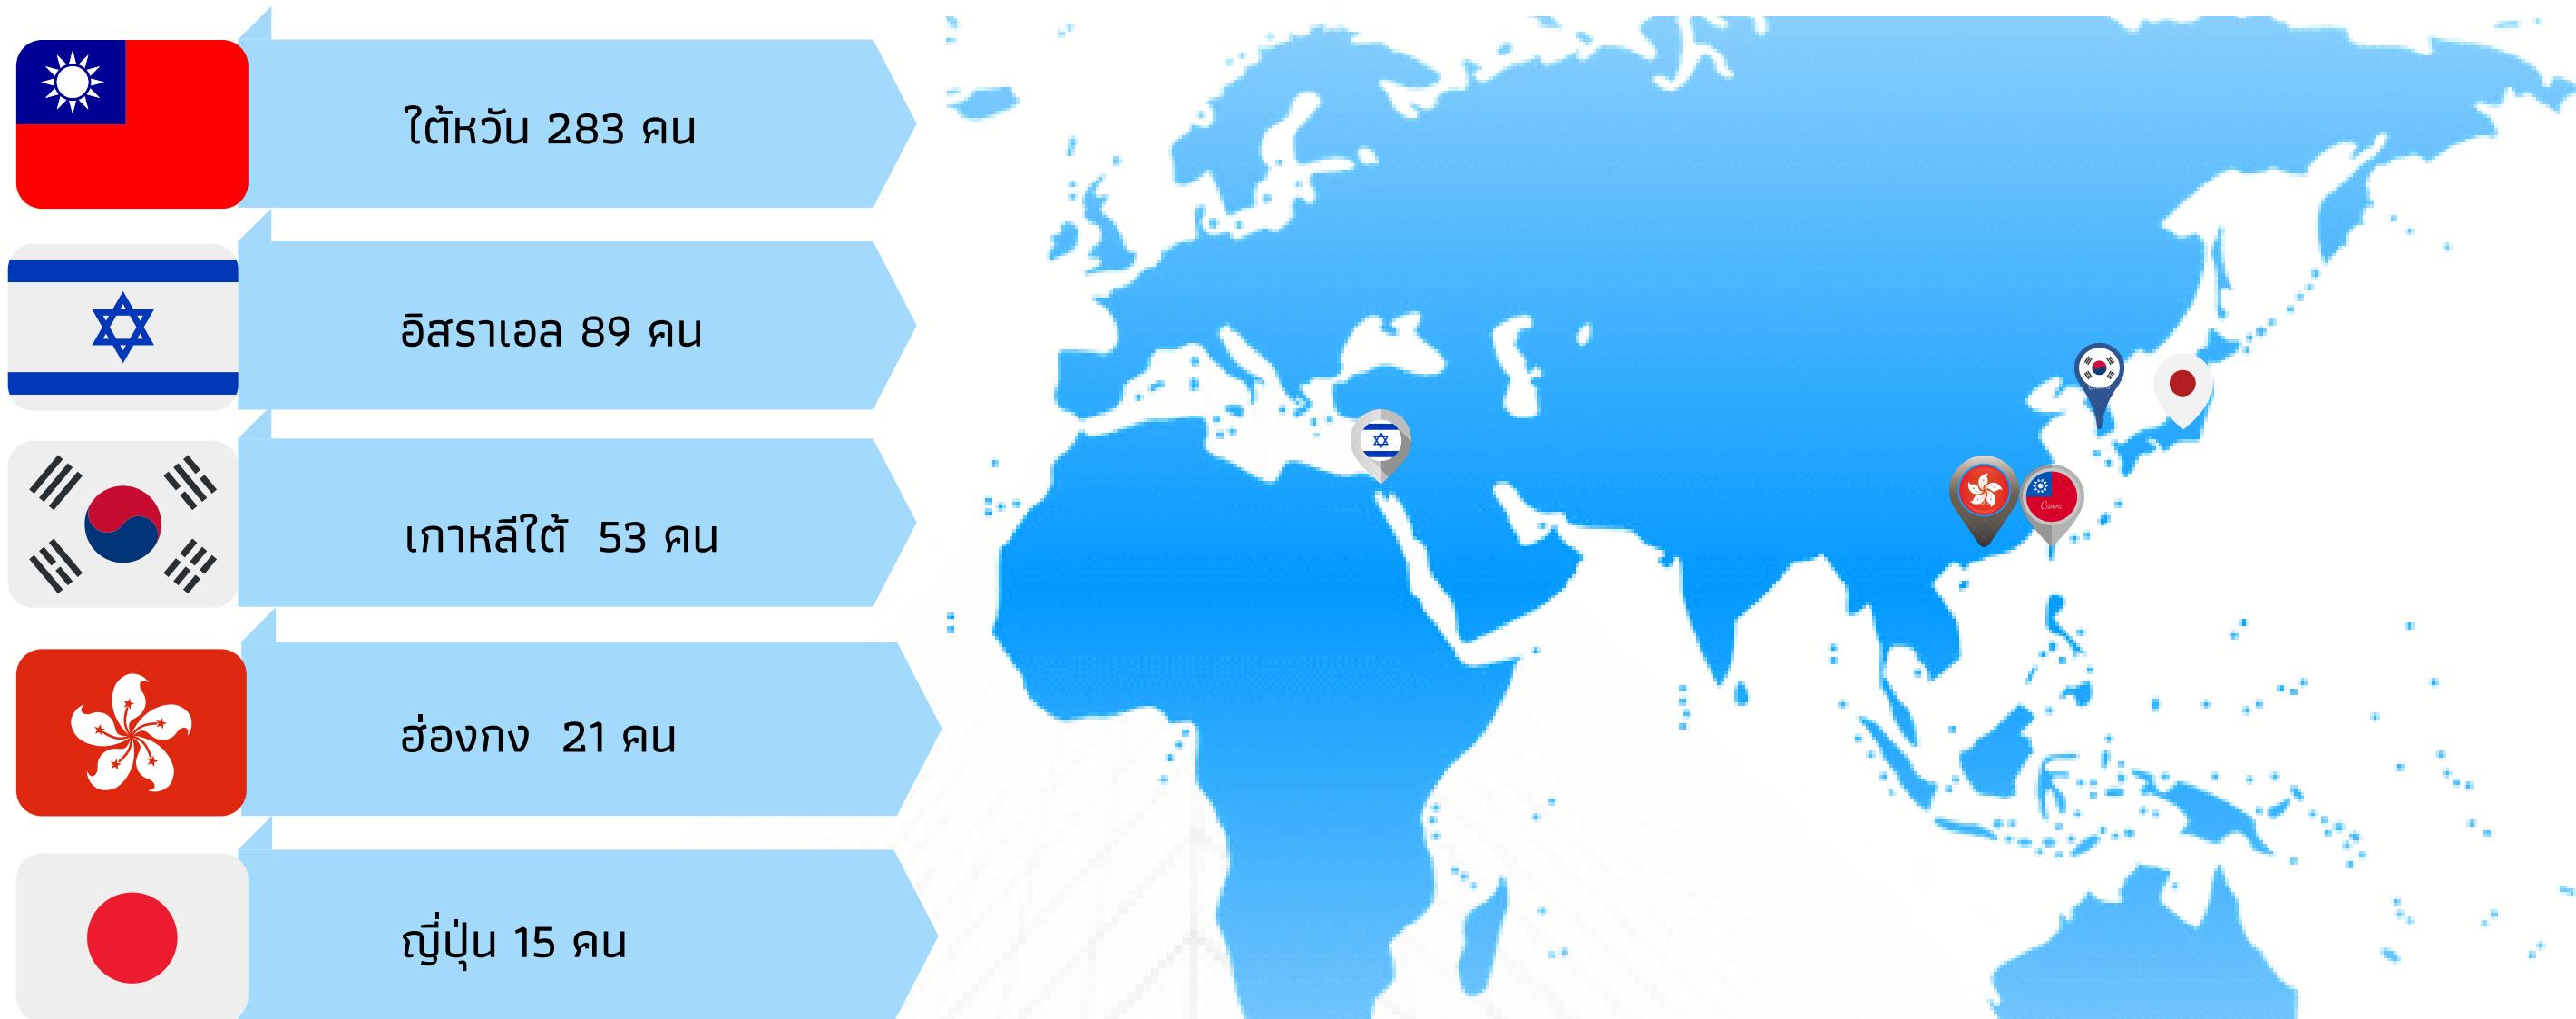 ใต้หวัน 283 คน
อิสราเอล 89 คน
เกาหลีใต้ 53 คน
ฮ่องกง 21 คน
ญี่ปุ่น 15 คน
Canva